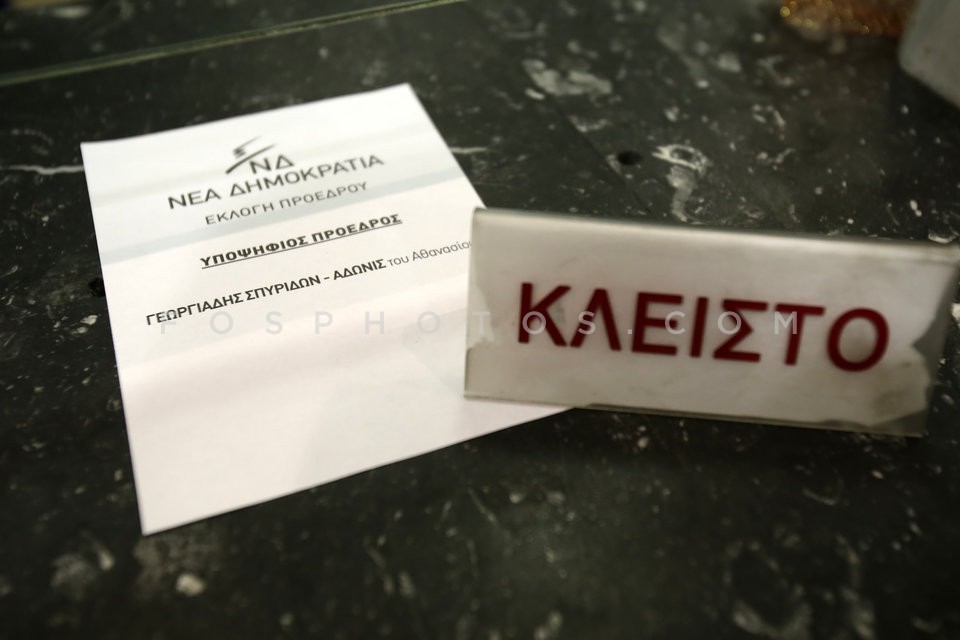 ΝΔ
ΝΕΑ ΔΗΜΟΚΡΑΤΙΑ
ΕΚΛΟΓΗ ΠΡΟΕΔΡΟΥ
ΥΠΟΨΗΦΙΟΣ ΠΡΟΕΔΡΟΣ
ΓΕΩΡΓΙΑΔΗΣ ΣΠΥΡΙΔΩΝ – ΑΔΩΝΙΣ του Αθανασίου
ΚΛΕΙΣΤΟ
FOSPHOTOS.COM